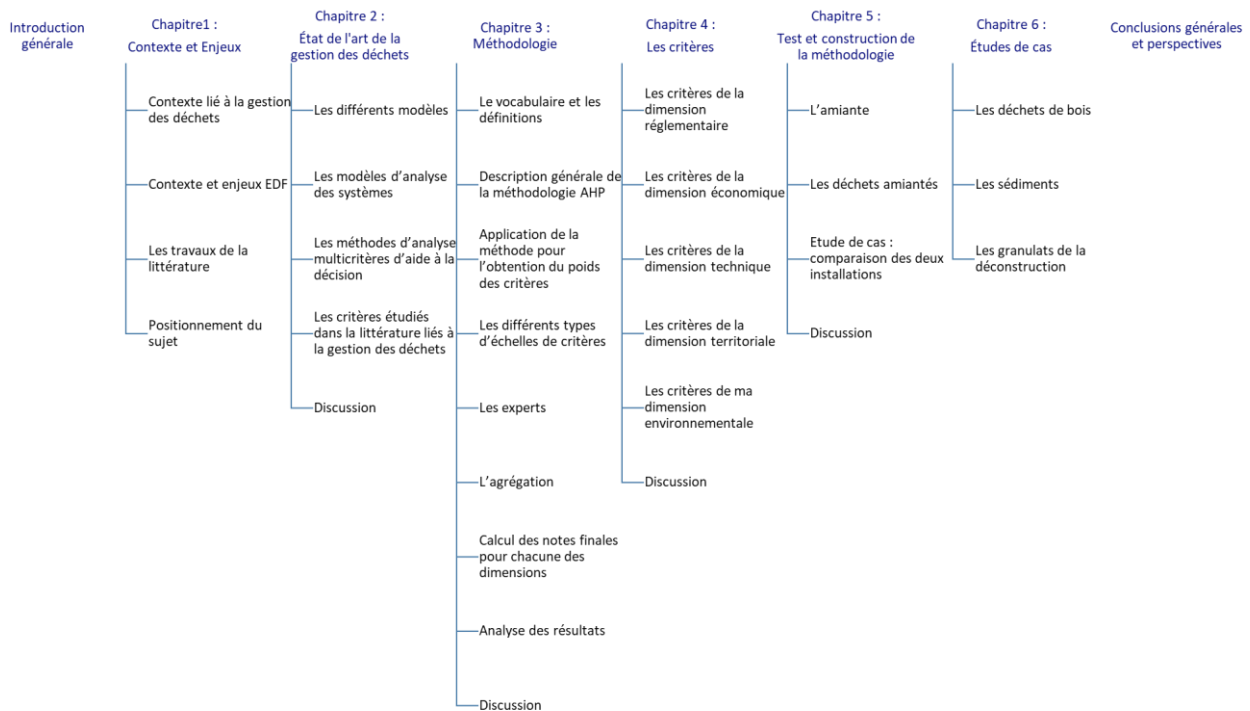 Introduction
générale
Chapitre1 :
Contexte et Enjeux
Contexte lié à la gestion
des déchets
Contexte et enjeux EDF
Les travaux de la
littérature
Positionnement du
sujet
Chapitre 2 :
État de l'art de la
gestion des déchets
Les différents modèles
Les modèles d'analyse
des systèmes
Les méthodes d'analyse
multicritères d'aide à la
décision
Les critères étudiés
dans la littérature liés à
la gestion des déchets
Discussion
Chapitre 3 :
Méthodologie
Le vocabulaire et les
définitions
Description générale de
la méthodologie AHP
Application de la
méthode pour
l'obtention du poids
des critères
Les différents types
d'échelles de critères
Les experts
L'agrégation
Calcul des notes finales
pour chacune des
dimensions
Analyse des résultats
Discussion
Chapitre 4 :
Les critères
Les critères de la
dimension
réglementaire
Les critères de la
dimension économique
Les critères de la
dimension technique
Les critères de la
dimension territoriale
Les critères de ma
dimension
environnementale
Discussion
Chapitre 5 :
Test et construction de
la méthodologie
L'amiante
Les déchets amiantés
Etude de cas :
comparaison des deux
installations
Discussion
Chapitre 6 :
Études de cas
Les déchets de bois
Les sédiments
Les granulats de la
déconstruction
Conclusions générales
et perspectives